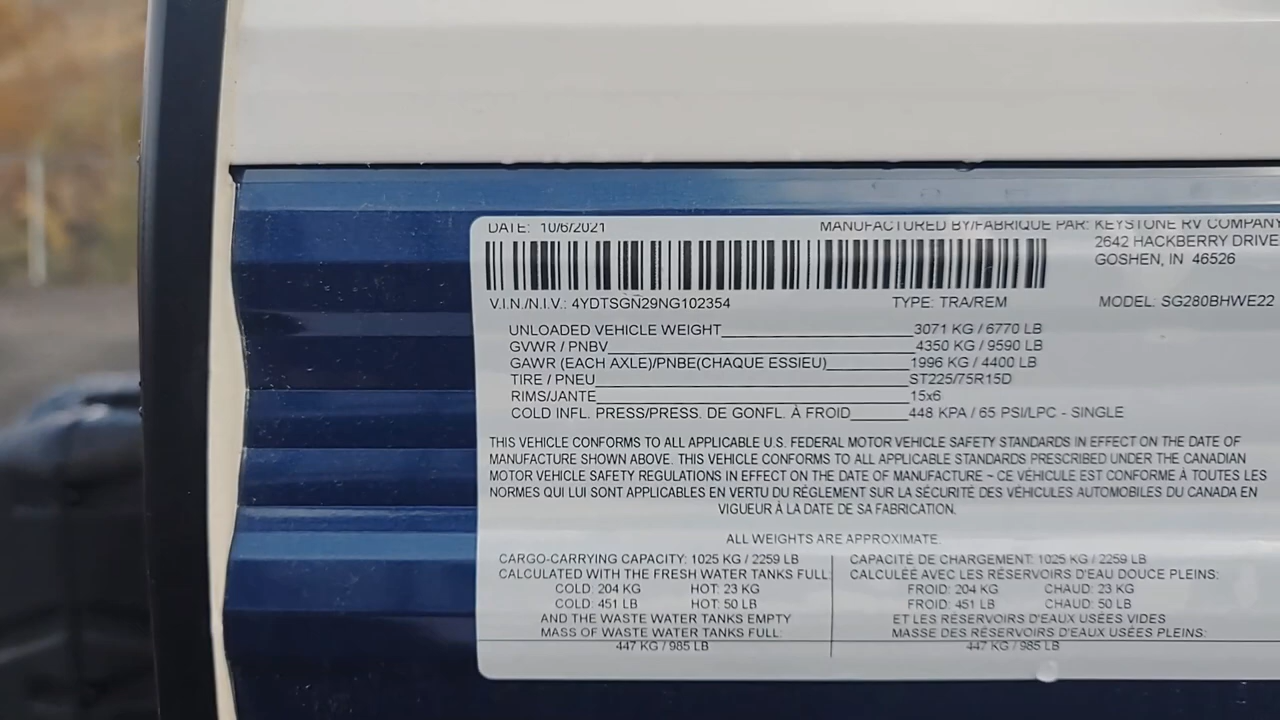 DATE: 10/6/2021 MANUFACTURED BY/FABRIQUE PAR: KEYSTONE RV COMPANY
2642 HACKBERRY DRIVE
GOSHEN, IN 46526
V.I.N./N.I.V.: 4YDTSGN29NG102354 TYPE: TRA/REM MODEL: SG280BHWE22
UNLOADED VEHICLE WEIGHT 3071 KG / 6770 LB
GVWR / PNBV 4350 KG / 9590 LB
GAWR (EACH AXLE)/PNBE(CHAQUE ESSIEU) 1996 KG / 4400 LB
TIRE / PNEU ST225/75R15D
RIMS/JANTE 15x6
COLD INFL. PRESS/PRESS. DE GONFL. À FROID 448 KPA / 65 PSI/LPC - SINGLE
THIS VEHICLE CONFORMS TO ALL APPLICABLE U.S. FEDERAL MOTOR VEHICLE SAFETY STANDARDS IN EFFECT ON THE DATE OF
MANUFACTURE SHOWN ABOVE. THIS VEHICLE CONFORMS TO ALL APPLICABLE STANDARDS PRESCRIBED UNDER THE CANADIAN
MOTOR VEHICLE SAFETY REGULATIONS IN EFFECT ON THE DATE OF MANUFACTURE ~ CE VÉHICULE EST CONFORME À TOUTES LES
NORMES QUI LUI SONT APPLICABLES EN VERTU DU RÈGLEMENT SUR LA SÉCURITÉ DES VÉHICULES AUTOMOBILES DU CANADA EN
VIGUEUR À LA DATE DE SA FABRICATION.
ALL WEIGHTS ARE APPROXIMATE.
CARGO-CARRYING CAPACITY: 1025 KG / 2259 LB
CALCULATED WITH THE FRESH WATER TANKS FULL:
COLD: 204 KG HOT: 23 KG
COLD: 451 LB HOT: 50 LB
AND THE WASTE WATER TANKS EMPTY
MASS OF WASTE WATER TANKS FULL:
447 KG / 985 LB
CAPACITÉ DE CHARGEMENT: 1025 KG / 2259 LB
CALCULÉE AVEC LES RÉSERVOIRS D'EAU DOUCE PLEINS:
FROID: 204 KG CHAUD: 23 KG
FROID: 451 LB CHAUD: 50 LB
ET LES RÉSERVOIRS D'EAUX USÉES VIDES
MASSE DES RÉSERVOIRS D'EAUX USÉES PLEINS:
447 KG / 985 LB